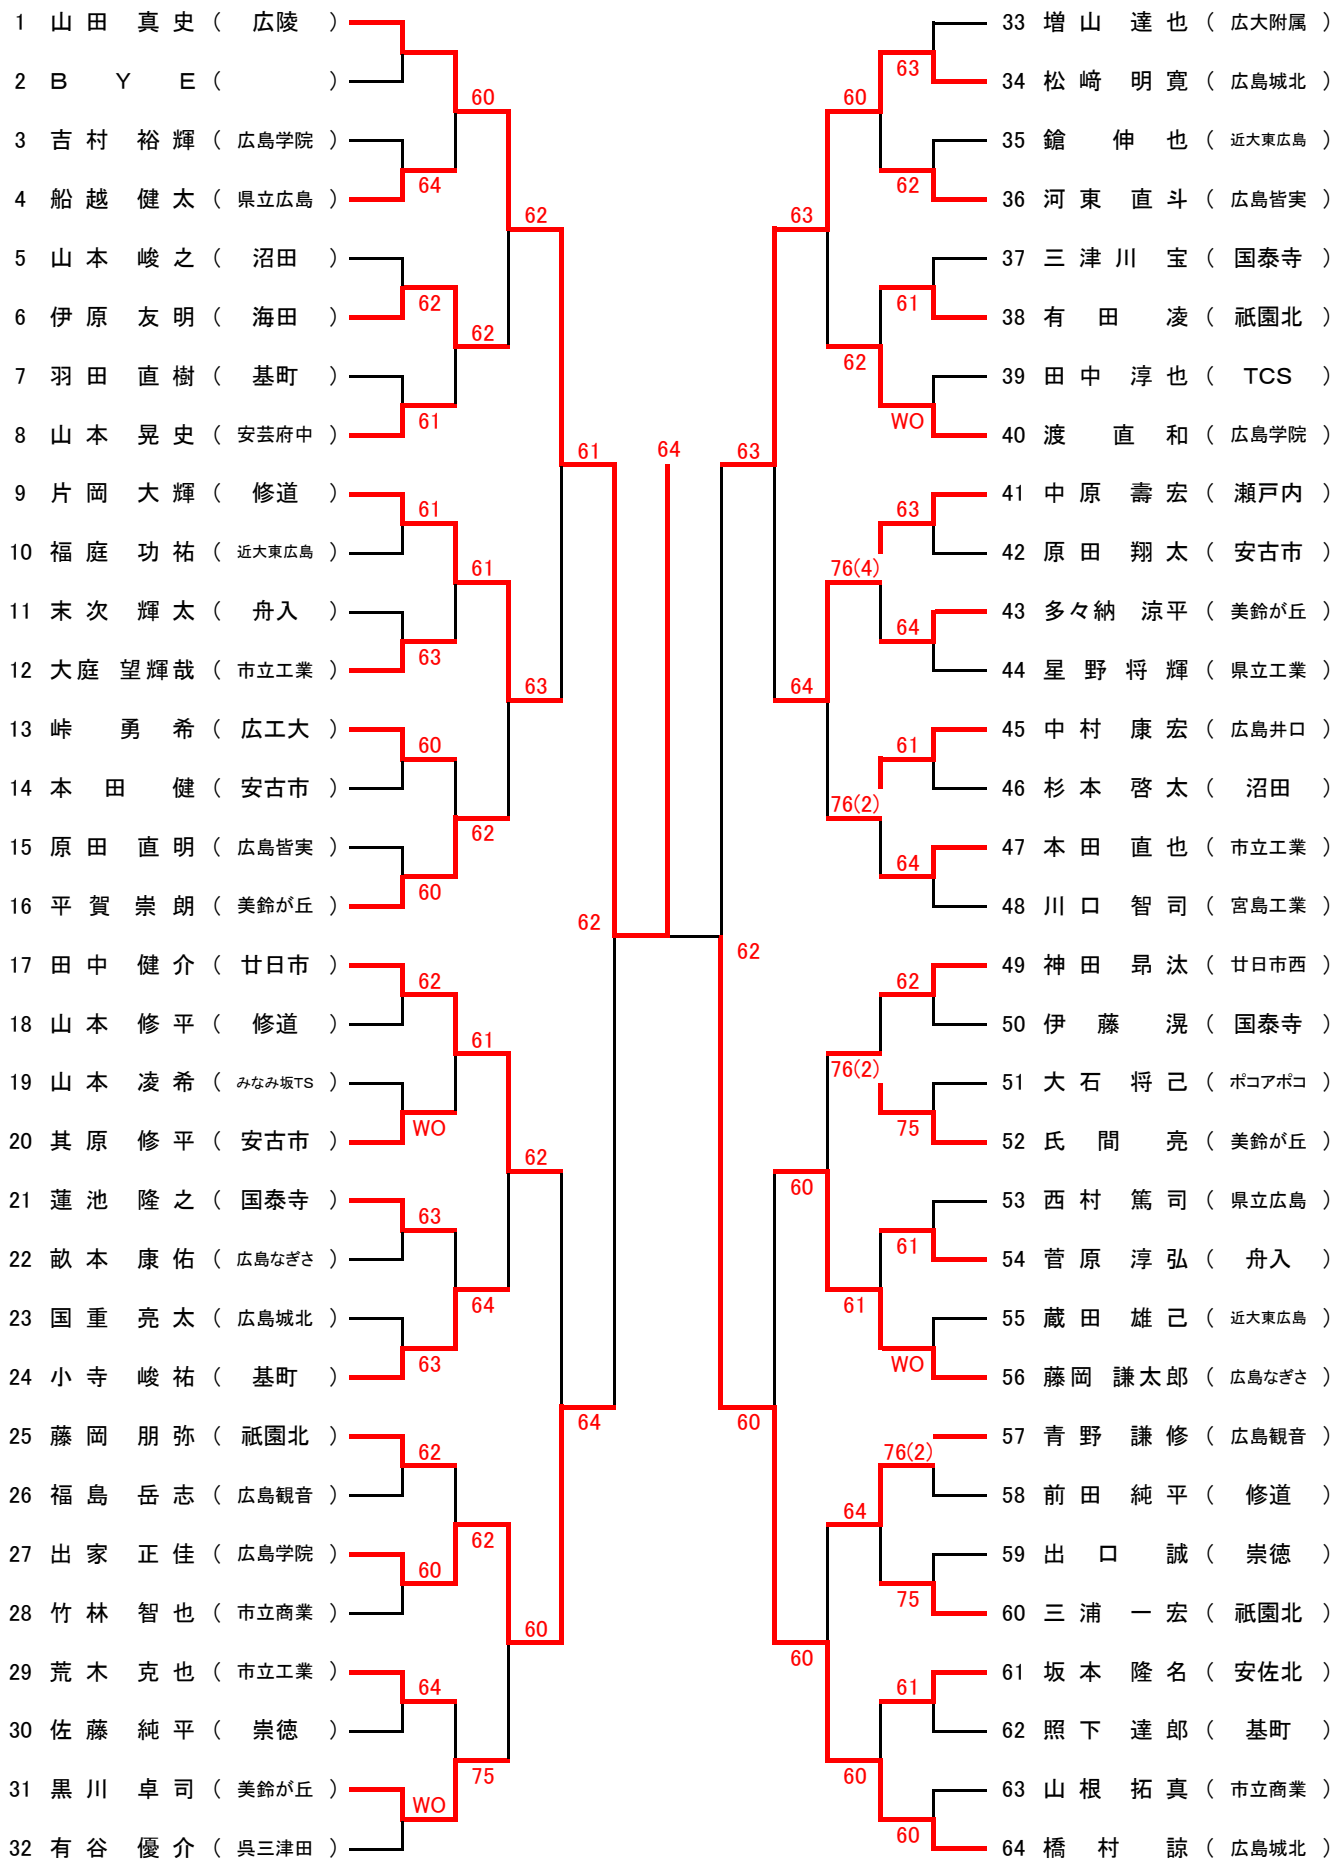 1 山田 真史 ( 広陵 )
2 B Y E ( )
3 吉村 裕輝 ( 広島学院 )
4 船越 健太 ( 県立広島 )
5 山本 峻之 ( 沼田 )
6 伊原 友明 ( 海田 )
7 羽田 直樹 ( 基町 )
8 山本 晃史 ( 安芸府中 )
9 片岡 大輝 ( 修道 )
10 福庭 功祐 ( 近大東広島 )
11 末次 輝太 ( 舟入 )
12 大庭 望輝哉 ( 市立工業 )
13 峠 勇希 ( 広工大 )
14 本田 健 ( 安古市 )
15 原田 直明 ( 広島皆実 )
16 平賀 崇朗 ( 美鈴が丘 )
17 田中 健介 ( 廿日市 )
18 山本 修平 ( 修道 )
19 山本 凌希 ( みなみ坂TS )
20 其原 修平 ( 安古市 )
21 蓮池 隆之 ( 国泰寺 )
22 畝本 康佑 ( 広島なぎさ )
23 国重 亮太 ( 広島城北 )
24 小寺 峻祐 ( 基町 )
25 藤岡 朋弥 ( 祇園北 )
26 福島 岳志 ( 広島観音 )
27 出家 正佳 ( 広島学院 )
28 竹林 智也 ( 市立商業 )
29 荒木 克也 ( 市立工業 )
30 佐藤 純平 ( 崇徳 )
31 黒川 卓司 ( 美鈴が丘 )
32 有谷 優介 ( 呉三津田 )
64
62
61
61
63
60
60
62
WO
63
63
62
60
64
WO
60
62
61
62
61
64
62
75
62
63
62
60
61
64
62
64
62
63
60
63
64
60
60
60
62
76(4)
76(2)
76(2)
61
64
60
63
62
61
WO
63
64
61
64
62
75
61
WO
76(2)
75
61
60
33 増山 達也 ( 広大附属 )
34 松﨑 明寛 ( 広島城北 )
35 鎗 伸也 ( 近大東広島 )
36 河東 直斗 ( 広島皆実 )
37 三津川 宝 ( 国泰寺 )
38 有田 凌 ( 祇園北 )
39 田中 淳也 ( TCS )
40 渡 直和 ( 広島学院 )
41 中原 壽宏 ( 瀬戸内 )
42 原田 翔太 ( 安古市 )
43 多々納 涼平 ( 美鈴が丘 )
44 星野 将輝 ( 県立工業 )
45 中村 康宏 ( 広島井口 )
46 杉本 啓太 ( 沼田 )
47 本田 直也 ( 市立工業 )
48 川口 智司 ( 宮島工業 )
49 神田 昂汰 ( 廿日市西 )
50 伊藤 滉 ( 国泰寺 )
51 大石 将己 ( ポコアポコ )
52 氏間 亮 ( 美鈴が丘 )
53 西村 篤司 ( 県立広島 )
54 菅原 淳弘 ( 舟入 )
55 蔵田 雄己 ( 近大東広島 )
56 藤岡 謙太郎 ( 広島なぎさ )
57 青野 謙修 ( 広島観音 )
58 前田 純平 ( 修道 )
59 出口 誠 ( 崇徳 )
60 三浦 一宏 ( 祇園北 )
61 坂本 隆名 ( 安佐北 )
62 照下 達郎 ( 基町 )
63 山根 拓真 ( 市立商業 )
64 橋村 諒 ( 広島城北 )